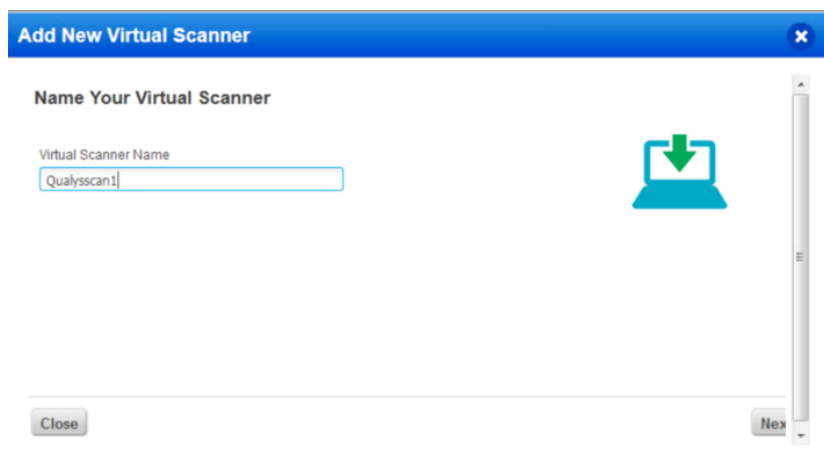 Add New Virtual Scanner
Name Your Virtual Scanner
Virtual Scanner Name
Qualysscan1
Close
Nex